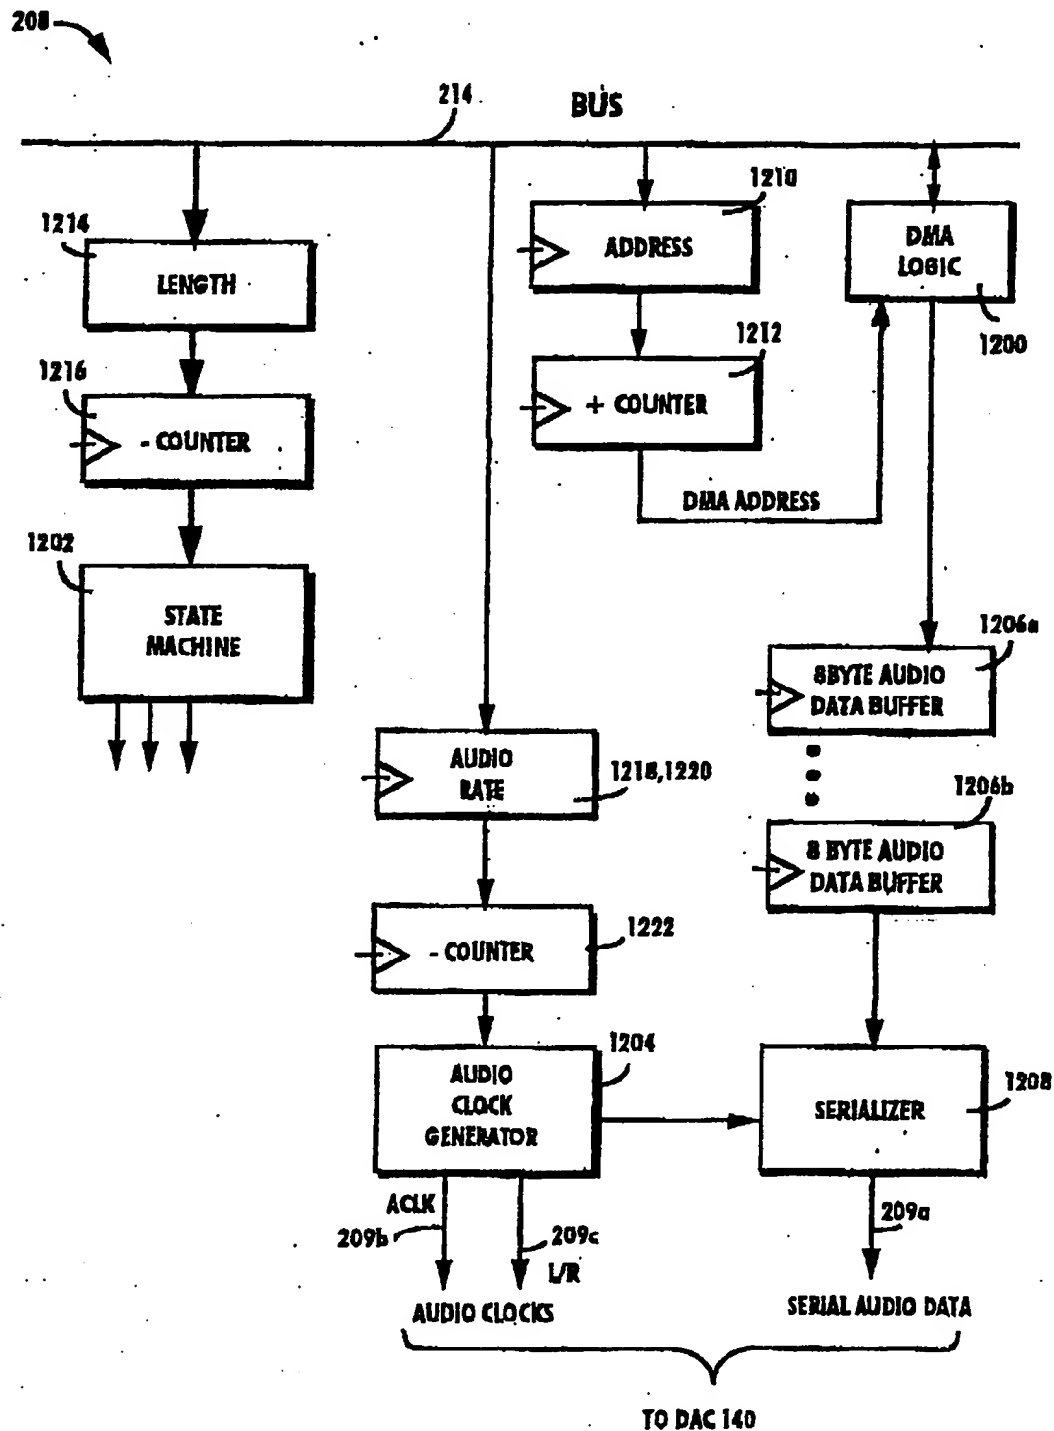 208
214
BUS
1214
LENGTH
1210
ADDRESS
DMA
LOGIC
1200
1216
- COUNTER
1212
+ COUNTER
DMA ADDRESS
1202
STATE
MACHINE
1206a
8BYTE AUDIO
DATA BUFFER
AUDIO
RATE
1218,1220
1206b
8 BYTE AUDIO
DATA BUFFER
- COUNTER
1222
1204
AUDIO
CLOCK
GENERATOR
1208
SERIALIZER
ACLK
209b
209c
L/R
209a
AUDIO CLOCKS
SERIAL AUDIO DATA
TO DAC 140